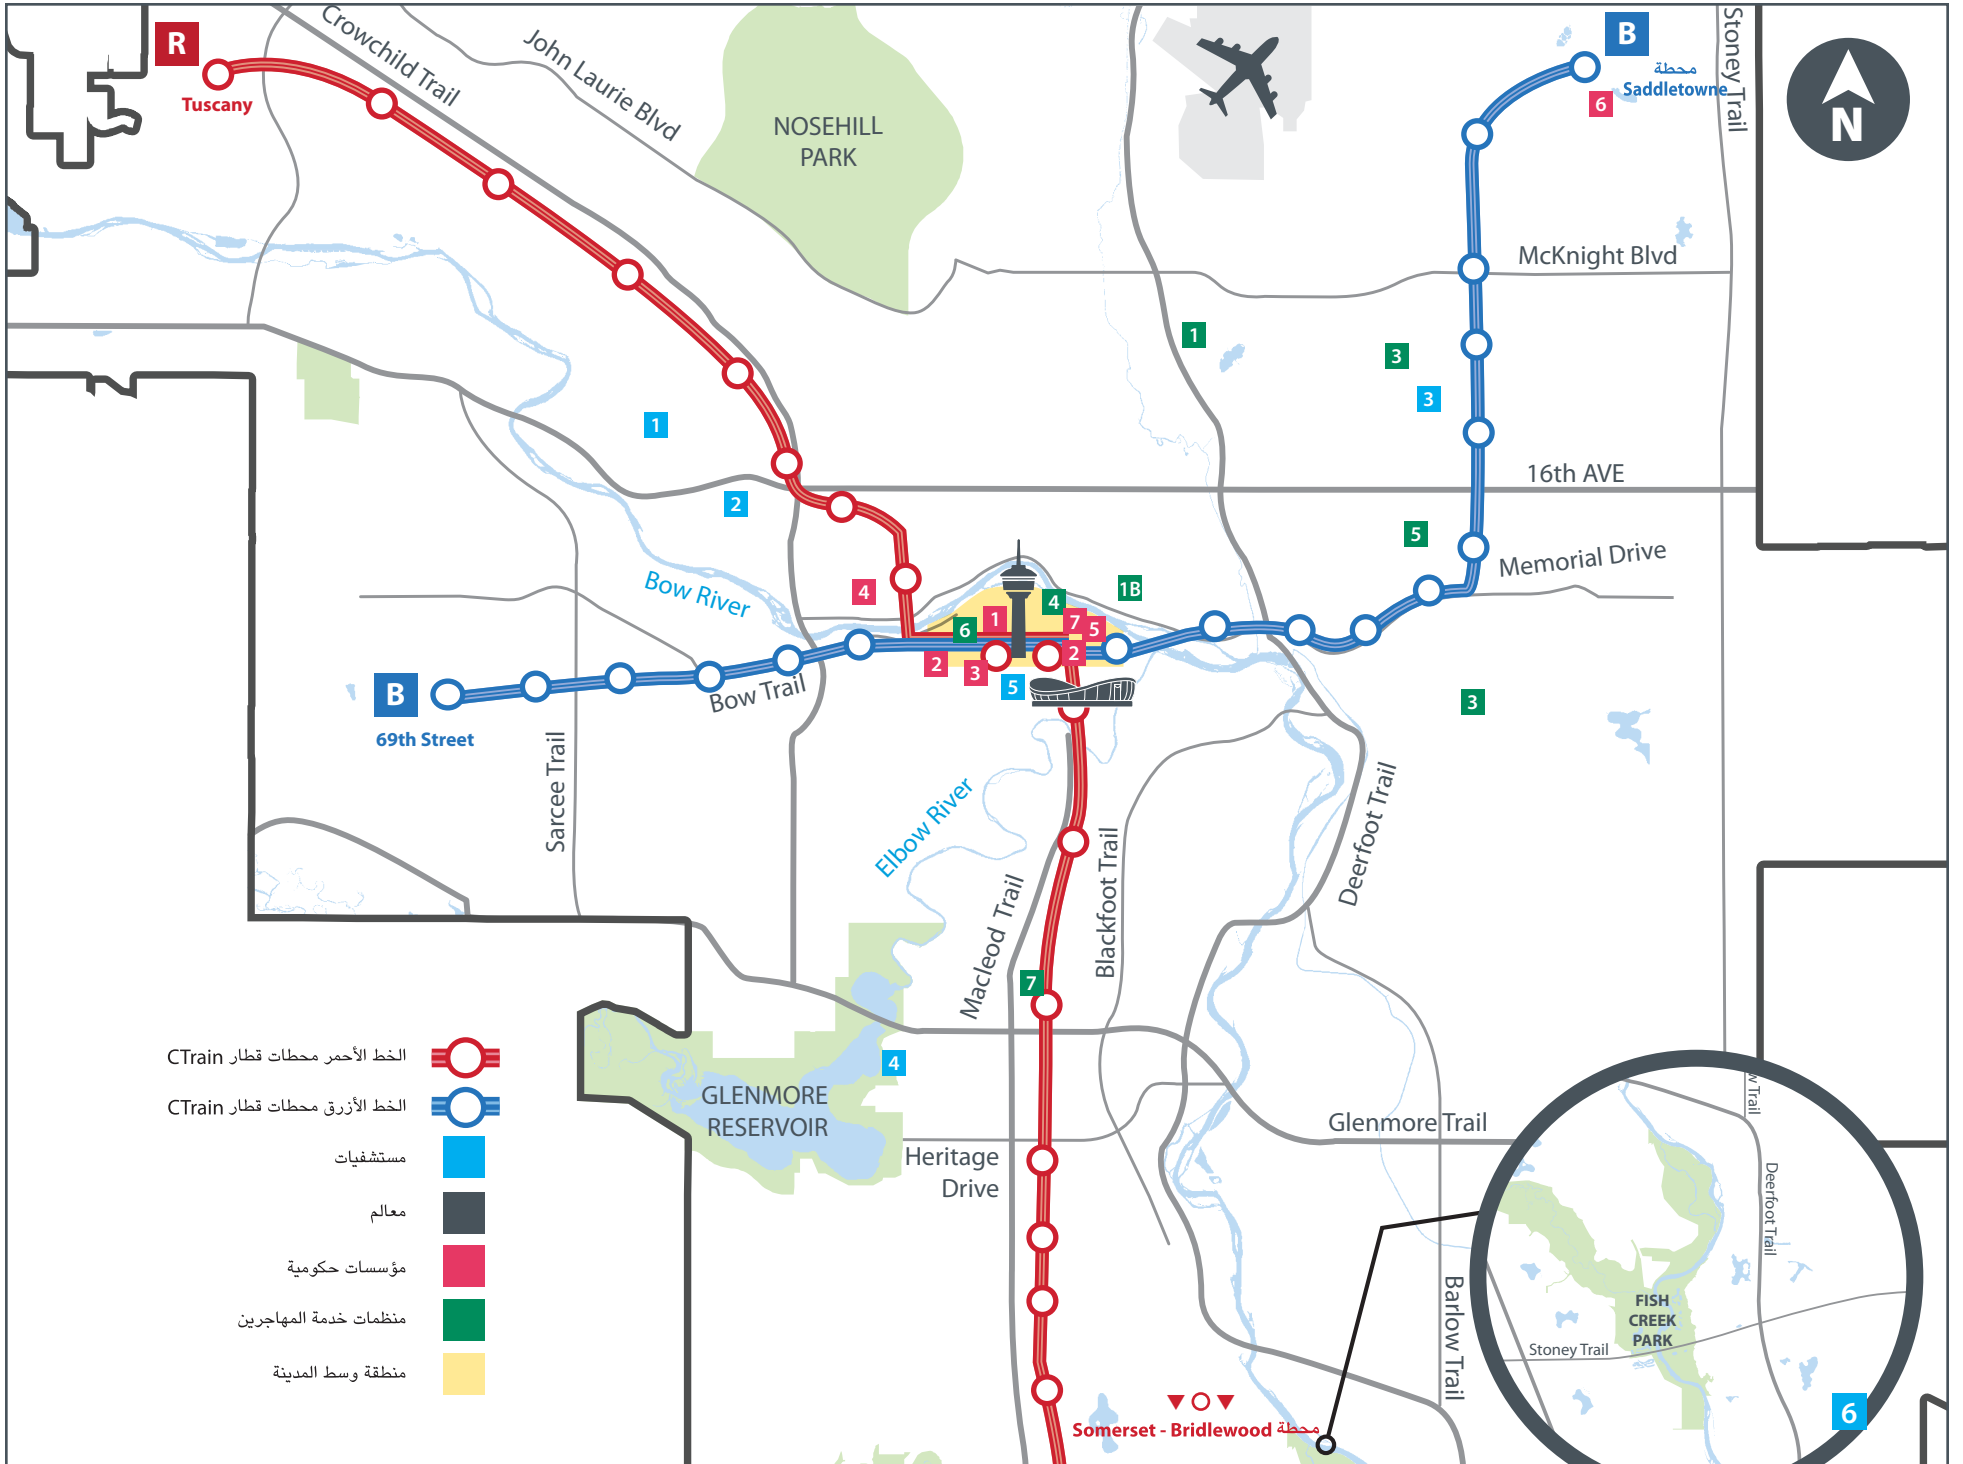 R
Tuscany
Crowchild Trail
John Laurie Blvd
NOSEHILL
PARK
B
محطة
Saddletowne
6
Stoney Trail
N
McKnight Blvd
1
3
3
1
2
16th AVE
5
Memorial Drive
Bow River
4
1B
4
1
7
5
6
2
2
3
5
B
69th Street
Bow Trail
3
Sarcee Trail
Elbow River
Deerfoot Trail
Blackfoot Trail
Macleod Trail
7
4
GLENMORE
RESERVOIR
Heritage
Drive
Glenmore Trail
Barlow Trail
w Trail
Deerfoot Trail
FISH
CREEK
PARK
Stoney Trail
6
محطة Somerset - Bridlewood
الخط الأحمر محطات قطار CTrain
الخط الأزرق محطات قطار CTrain
مستشفيات
معالم
مؤسسات حكومية
منظمات خدمة المهاجرين
منطقة وسط المدينة